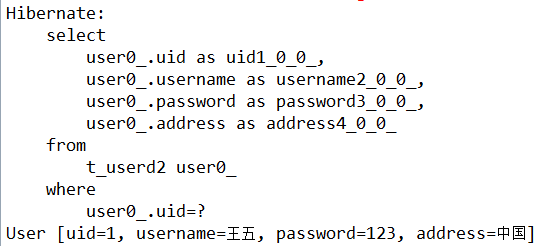 Hibernate:
    select
        user0_.uid as uid1_0_0_,
        user0_.username as username2_0_0_,
        user0_.password as password3_0_0_,
        user0_.address as address4_0_0_
    from
        t_userd2 user0_
    where
        user0_.uid=?
User [uid=1, username=王五, password=123, address=中国]